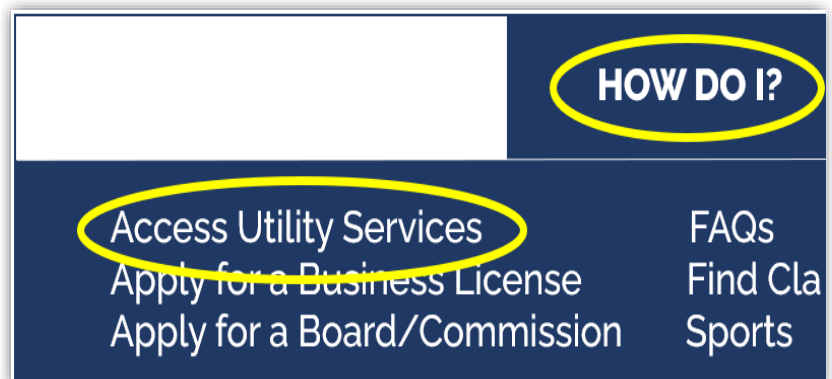 HOW DO I?
Access Utility Services FAQs
Apply for a Business License Find Cla
Apply for a Board/Commission Sports